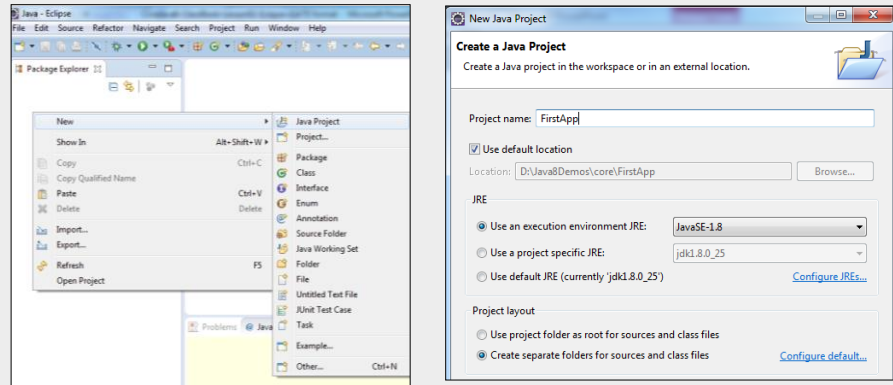 Java - Eclipse
File Edit Source Refactor Navigate Search Project Run Window Help
Package Explorer
New
Show In Alt+Shift+W
Copy Ctrl+C
Copy Qualified Name
Paste Ctrl+V
Delete Delete
Import...
Export...
Refresh F5
Open Project
Java Project
Project...
Package
Class
Interface
Enum
Annotation
Source Folder
Java Working Set
Folder
File
Untitled Text File
JUnit Test Case
Task
Example...
Other... Ctrl+N
Problems @ Java
New Java Project
Create a Java Project
Create a Java project in the workspace or in an external location.
Project name: FirstApp
Use default location
Location: D:\Java8Demos\core\FirstApp Browse...
JRE
Use an execution environment JRE: JavaSE-1.8
Use a project specific JRE: jdk1.8.0_25
Use default JRE (currently 'jdk1.8.0_25') Configure JREs...
Project layout
Use project folder as root for sources and class files
Create separate folders for sources and class files Configure default...